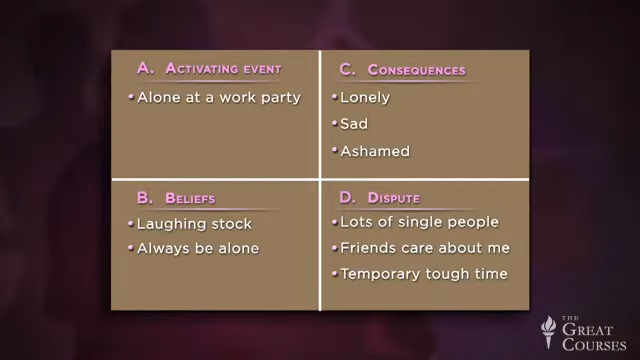 A. Activating event
• Alone at a work party
C. Consequences
• Lonely
• Sad
• Ashamed
B. Beliefs
• Laughing stock
• Always be alone
D. Dispute
• Lots of single people
• Friends care about me
• Temporary tough time
THE
GREAT
COURSES